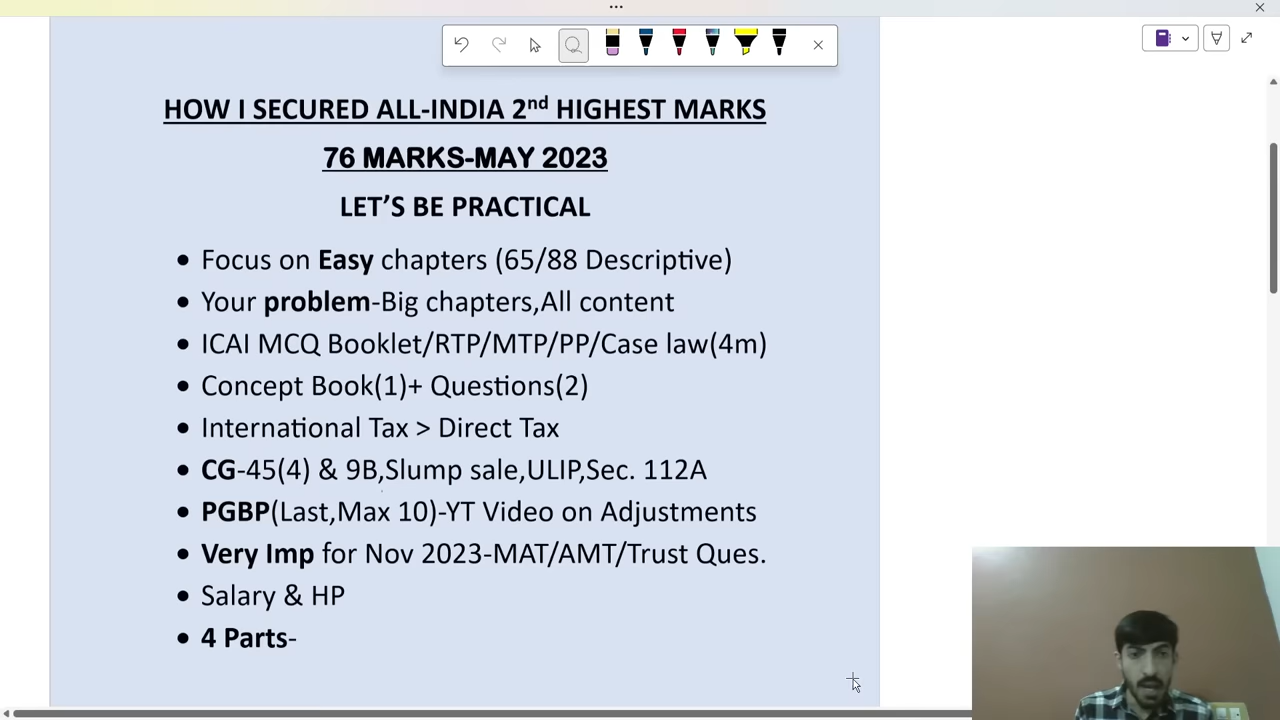 HOW I SECURED ALL-INDIA 2nd HIGHEST MARKS
76 MARKS-MAY 2023
LET'S BE PRACTICAL
• Focus on Easy chapters (65/88 Descriptive)
• Your problem-Big chapters,All content
• ICAI MCQ Booklet/RTP/MTP/PP/Case law(4m)
• Concept Book(1)+ Questions(2)
• International Tax > Direct Tax
• CG-45(4) & 9B,Slump sale,ULIP,Sec. 112A
• PGBP(Last,Max 10)-YT Video on Adjustments
• Very Imp for Nov 2023-MAT/AMT/Trust Ques.
• Salary & HP
• 4 Parts-